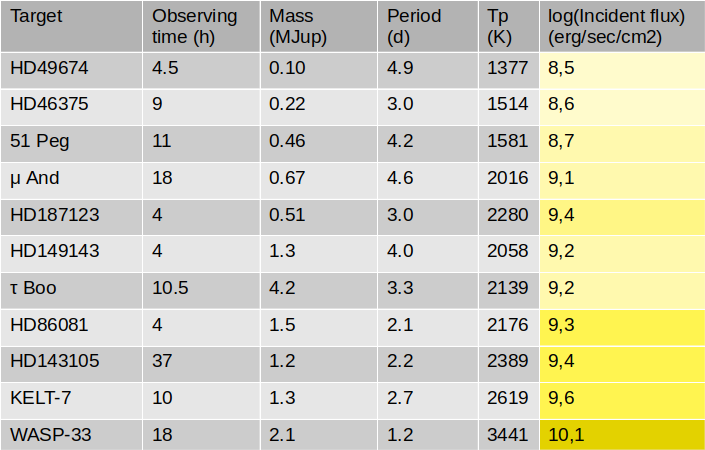 Target Observing time (h) Mass (MJup) Period (d) Tp (K) log(Incident flux) (erg/sec/cm2)
HD49674 4.5 0.10 4.9 1377 8,5
HD46375 9 0.22 3.0 1514 8,6
51 Peg 11 0.46 4.2 1581 8,7
μ And 18 0.67 4.6 2016 9,1
HD187123 4 0.51 3.0 2280 9,4
HD149143 4 1.3 4.0 2058 9,2
τ Boo 10.5 4.2 3.3 2139 9,2
HD86081 4 1.5 2.1 2176 9,3
HD143105 37 1.2 2.2 2389 9,4
KELT-7 10 1.3 2.7 2619 9,6
WASP-33 18 2.1 1.2 3441 10,1